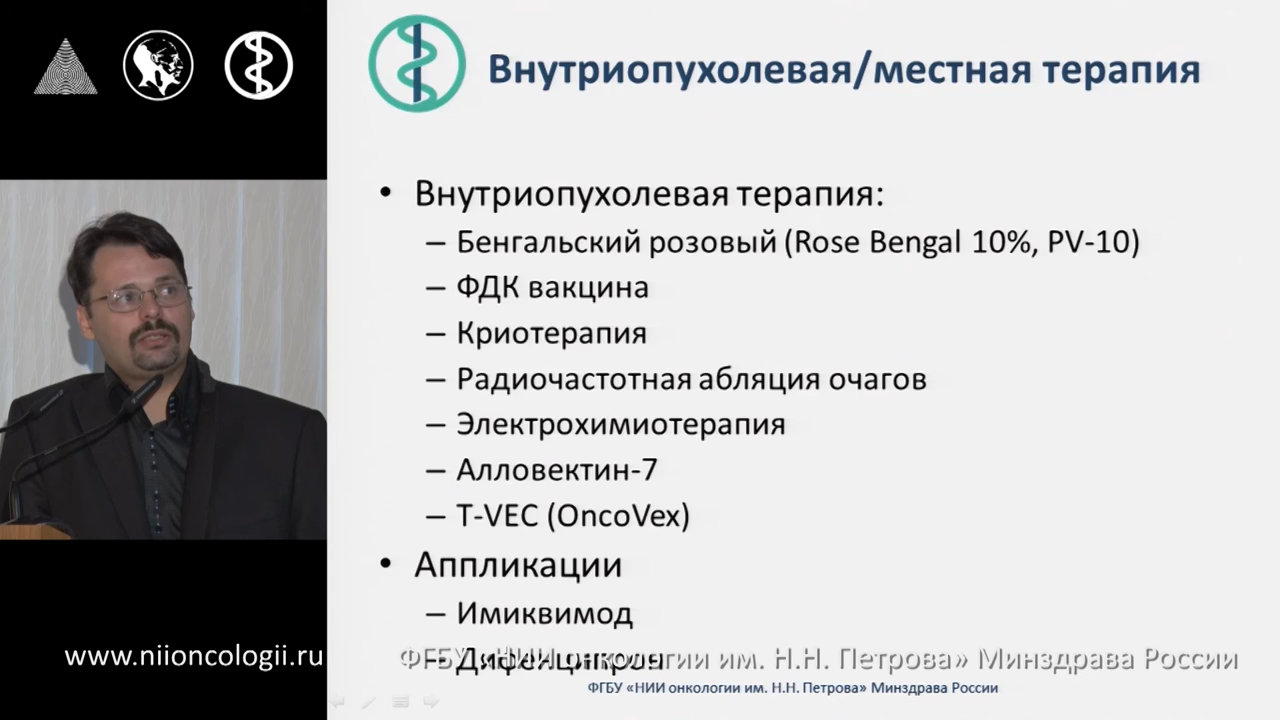 Внутриопухолевая/местная терапия
• Внутриопухолевая терапия:
– Бенгальский розовый (Rose Bengal 10%, PV-10)
– ФДК вакцина
– Криотерапия
– Радиочастотная абляция очагов
– Электрохимиотерапия
– Алловектин-7
– T-VEC (OncoVex)
• Аппликации
– Имиквимод
– Дифенципрон
www.niioncologii.ru
ФГБУ «НИИ онкологии им. Н.Н. Петрова» Минздрава России
ФГБУ «НИИ онкологии им. Н.Н. Петрова» Минздрава России